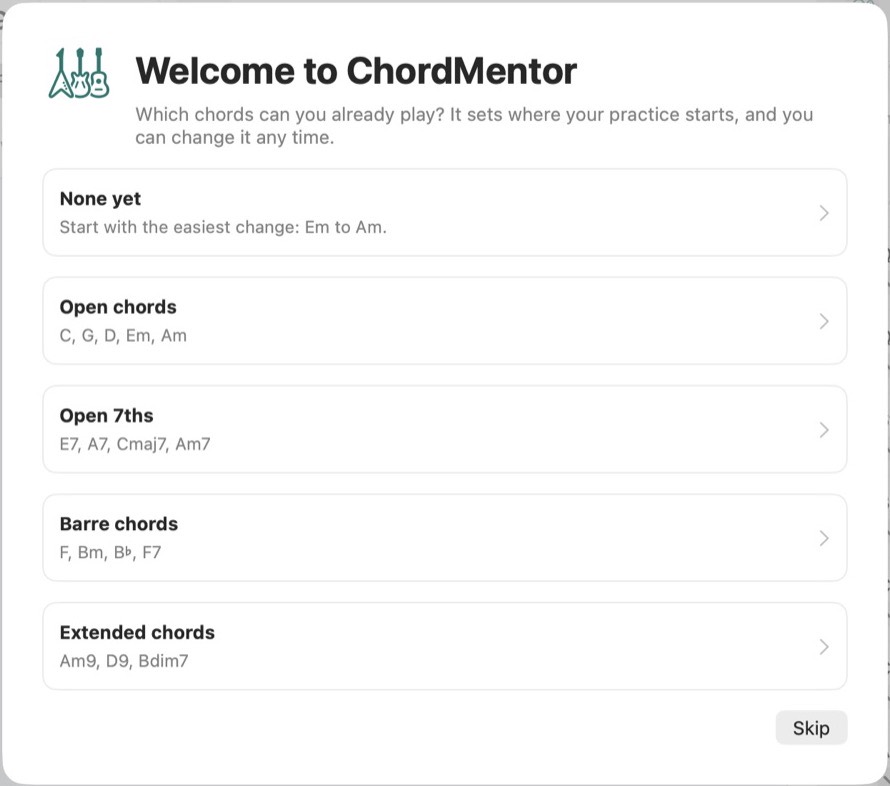 Welcome to ChordMentor
Which chords can you already play? It sets where your practice starts, and you
can change it any time.
None yet
Start with the easiest change: Em to Am.
Open chords
C, G, D, Em, Am
Open 7ths
E7, A7, Cmaj7, Am7
Barre chords
F, Bm, B♭, F7
Extended chords
Am9, D9, Bdim7
Skip